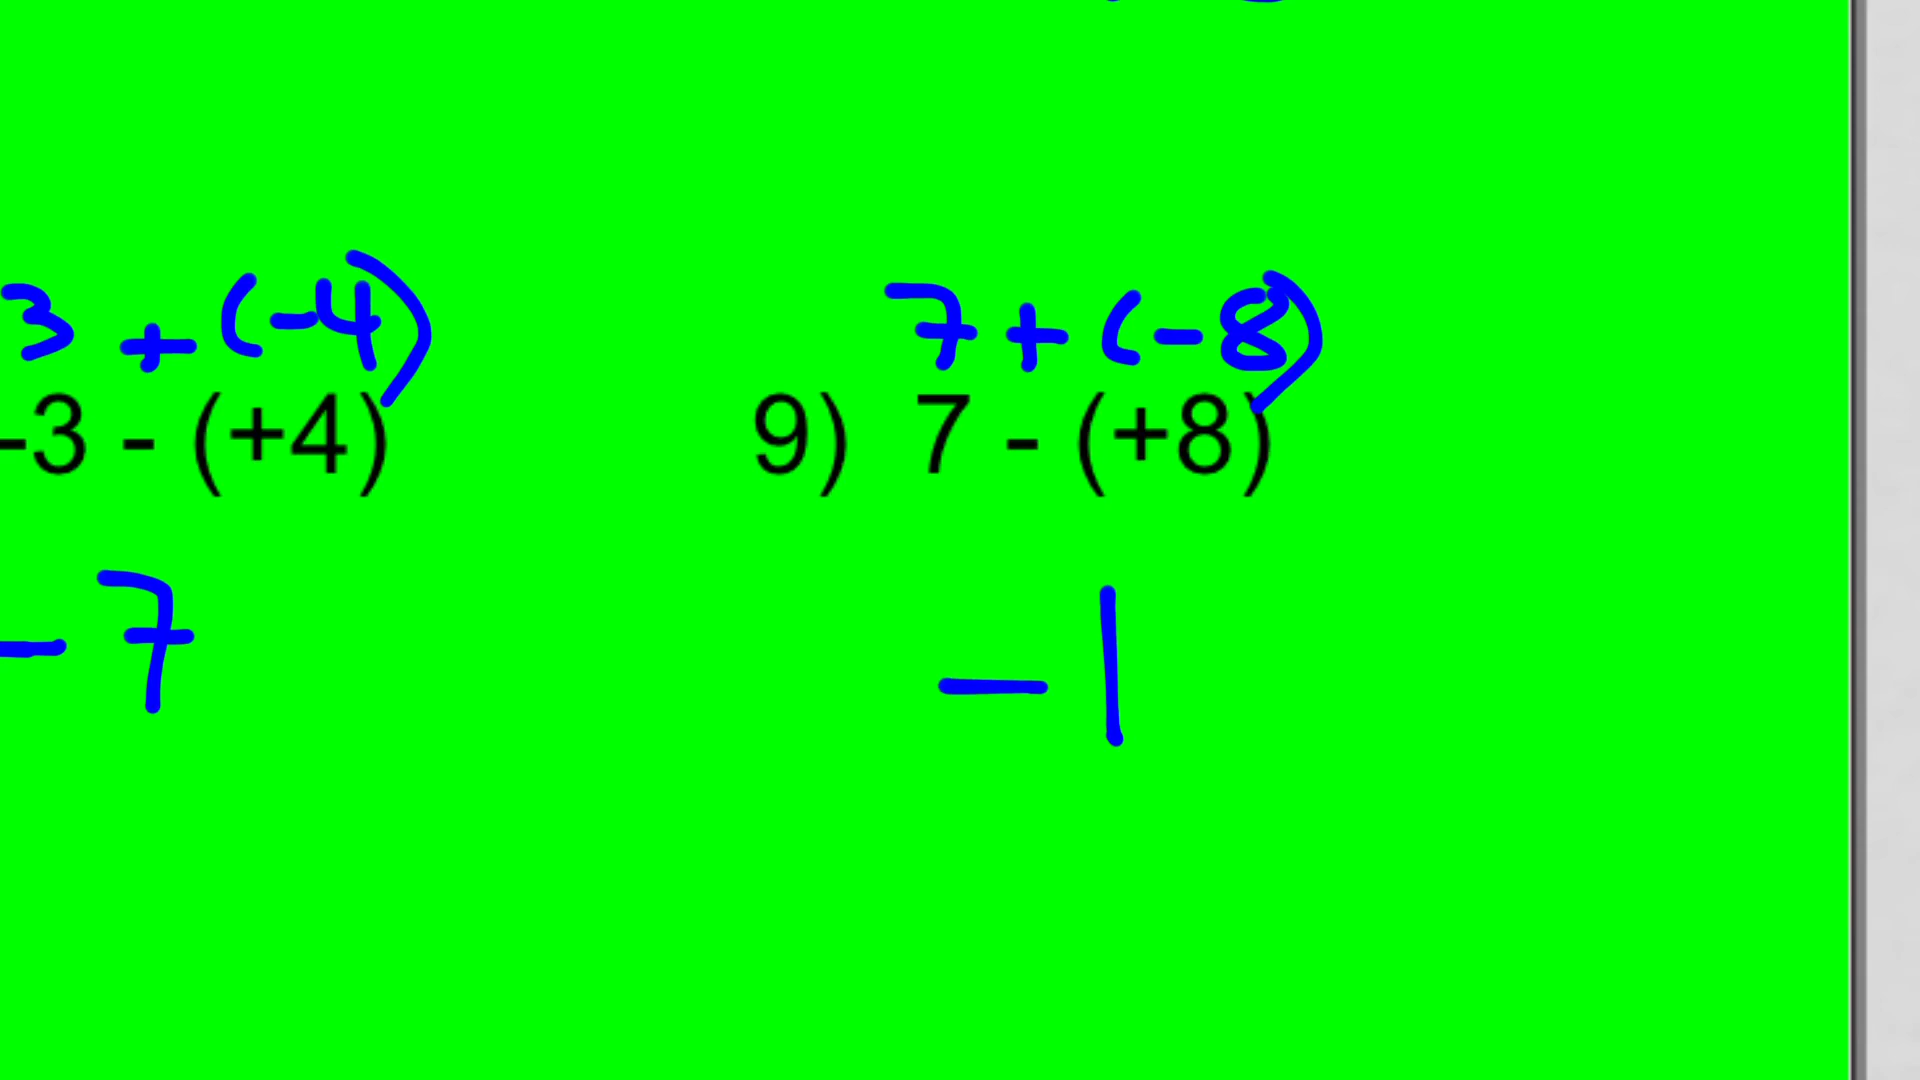 3 + (-4)
-3 - (+4)
- 7
7 + (-8)
9) 7 - (+8)
- 1